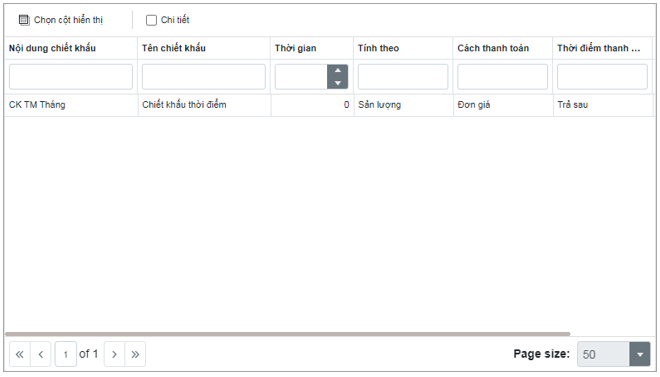 Chọn cột hiển thị Chi tiết
Nội dung chiết khấu Tên chiết khấu Thời gian Tính theo Cách thanh toán Thời điểm thanh ...
CK TM Tháng Chiết khấu thời điểm 0 Sản lượng Đơn giá Trả sau
1 of 1 Page size: 50